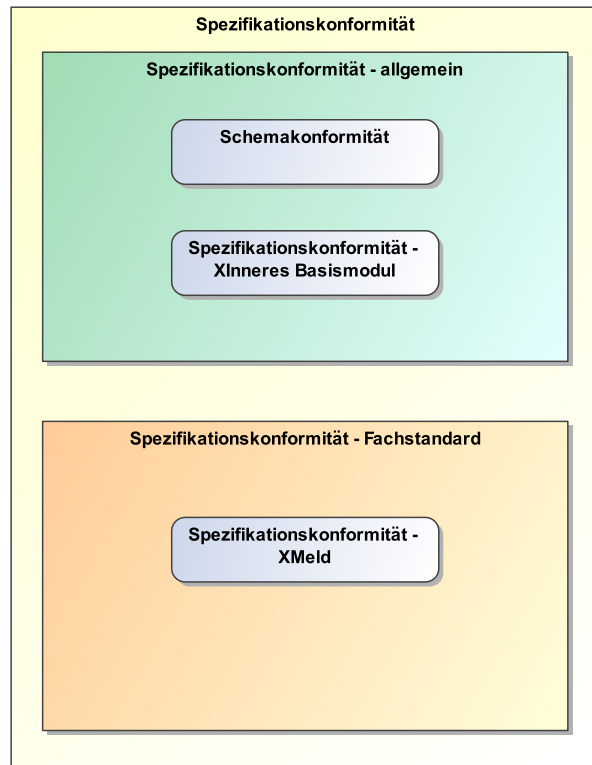 Spezifikationskonformität
Spezifikationskonformität - allgemein
Schemakonformität
Spezifikationskonformität -
XInneres Basismodul
Spezifikationskonformität - Fachstandard
Spezifikationskonformität -
XMeld